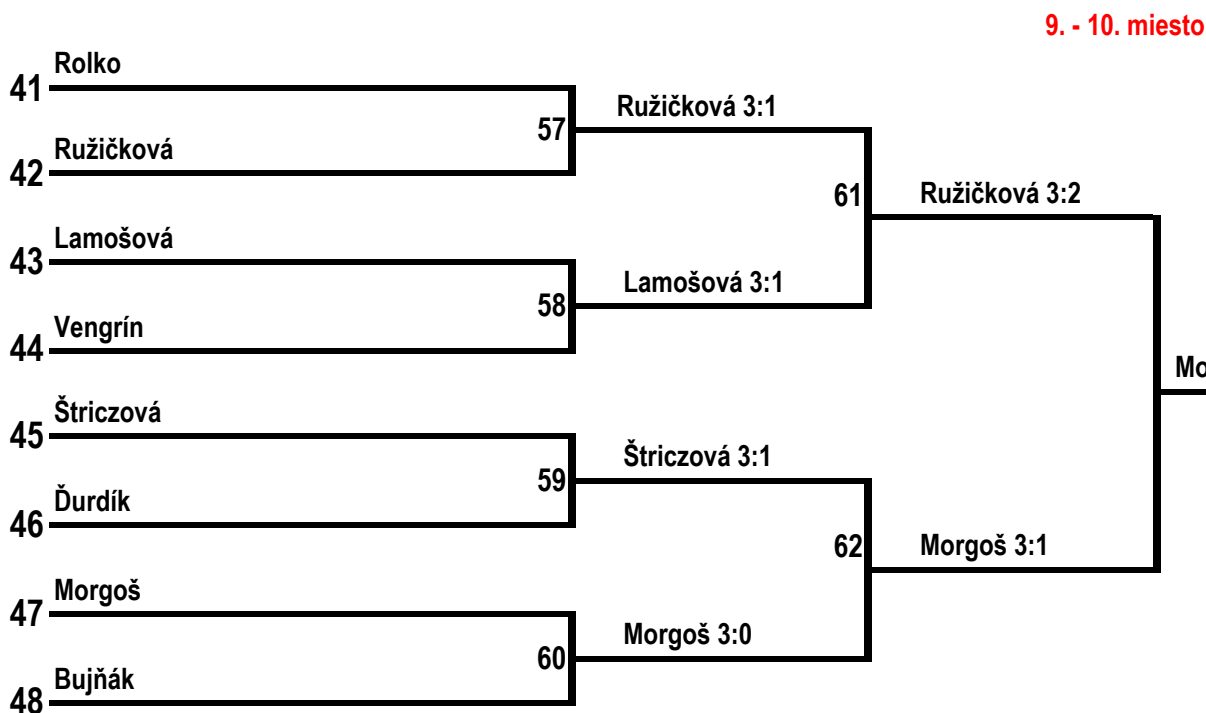 9. - 10. miesto
Rolko
41
Ružičková 3:1
57
Ružičková
42
61
Ružičková 3:2
Lamošová
43
Lamošová 3:1
58
Vengrín
44
Mo
Štriczová
45
Štriczová 3:1
59
Ďurdík
46
62
Morgoš 3:1
Morgoš
47
Morgoš 3:0
60
Bujňák
48